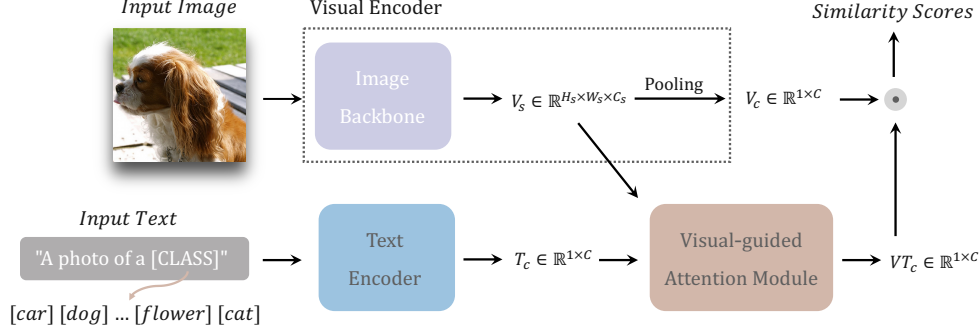 Input Image
Visual Encoder
Similarity Scores
Image
Backbone
V_s ∈ ℝ^{H_s×W_s×C_s}
Pooling
V_c ∈ ℝ^{1×C}
Input Text
"A photo of a [CLASS]"
Text
Encoder
T_c ∈ ℝ^{1×C}
Visual-guided
Attention Module
VT_c ∈ ℝ^{1×C}
[car] [dog] ... [flower] [cat]